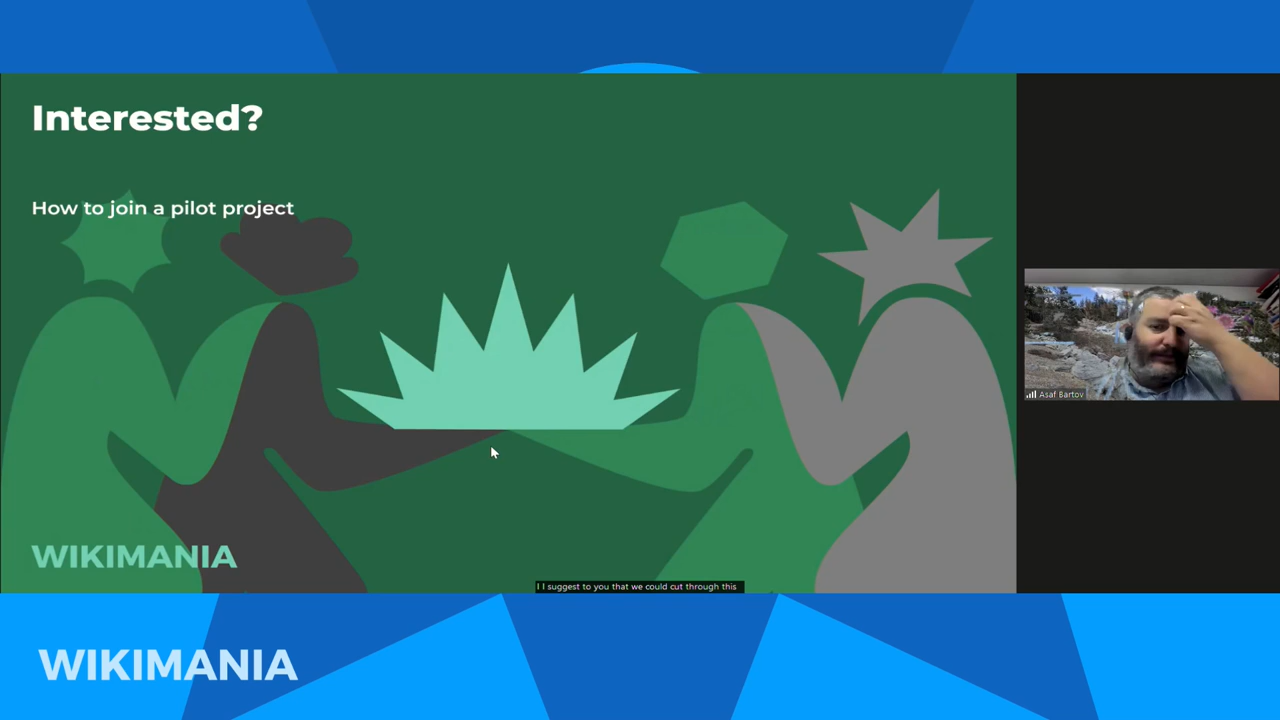 Interested?
How to join a pilot project
Asaf Bartov
WIKIMANIA
I I suggest to you that we could cut through this
WIKIMANIA